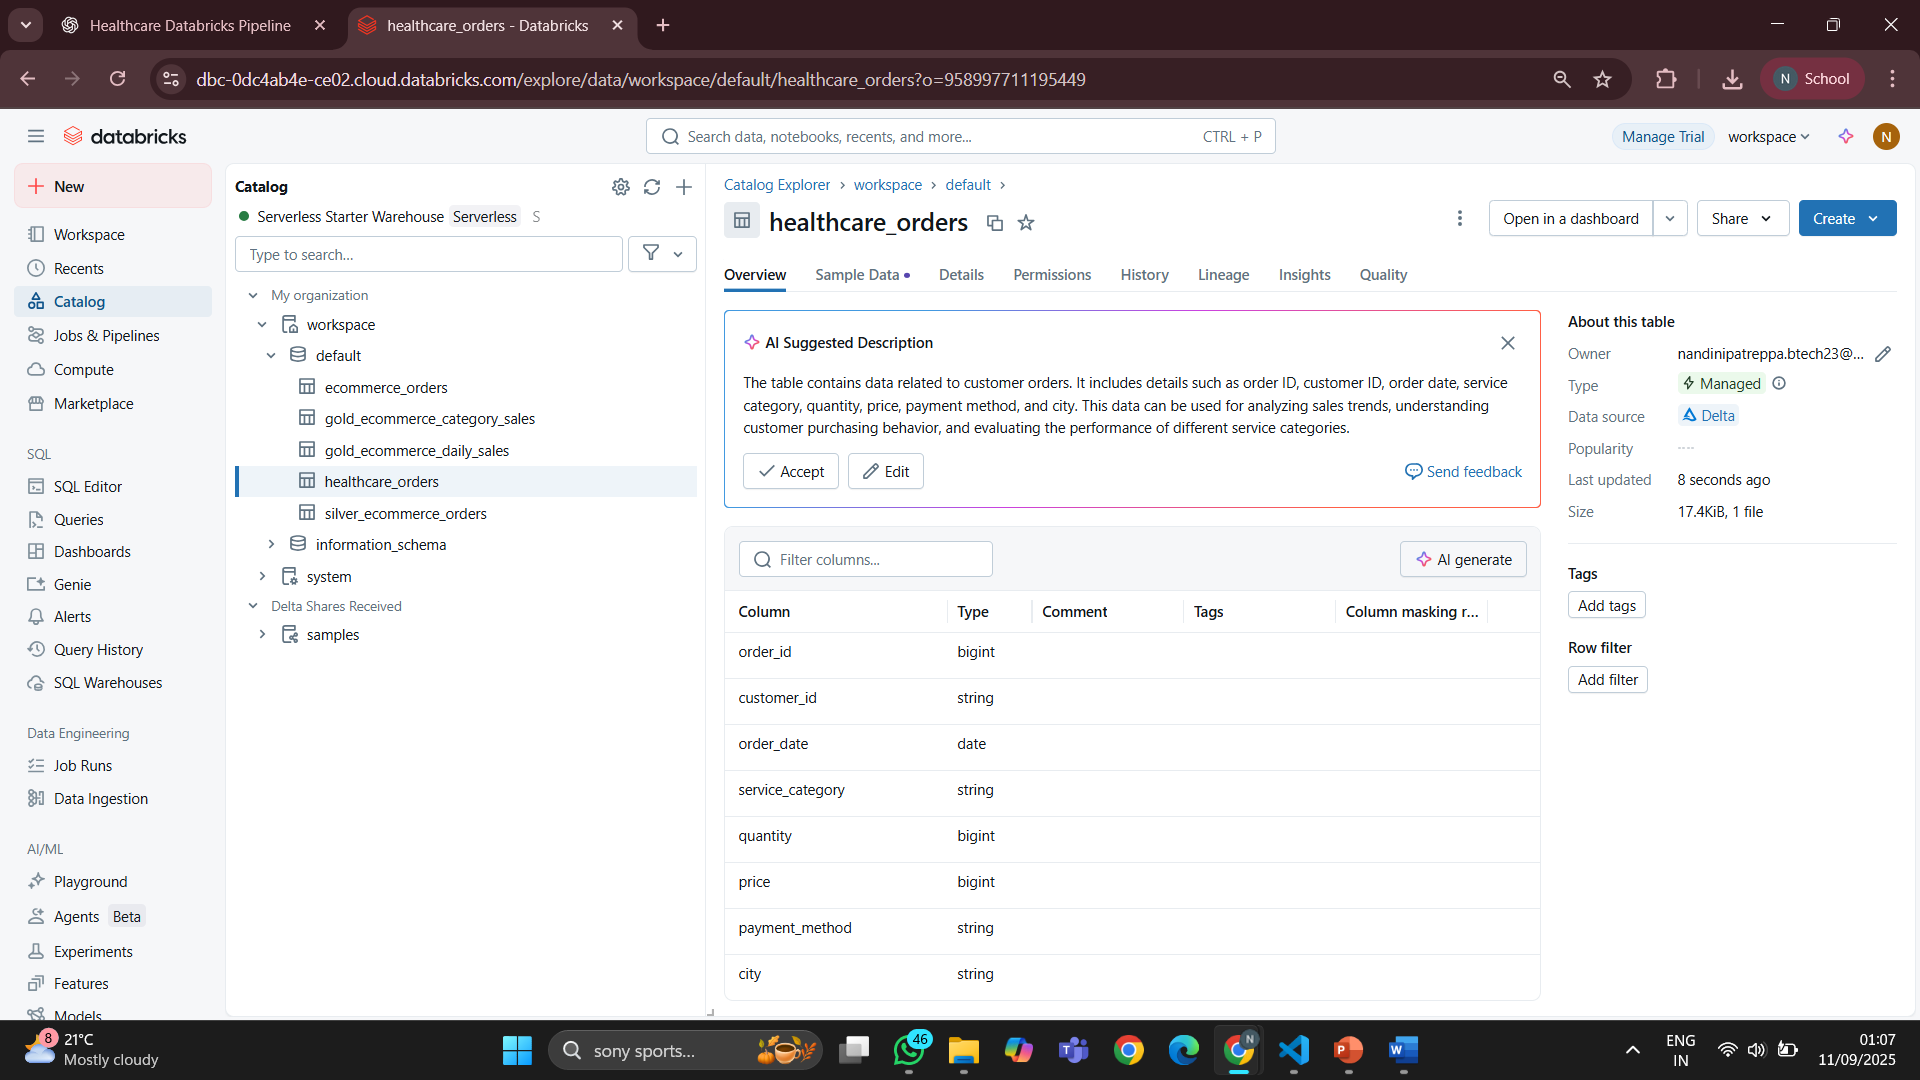 Healthcare Databricks Pipeline
healthcare_orders - Databricks
dbc-0dc4ab4e-ce02.cloud.databricks.com/explore/data/workspace/default/healthcare_orders?o=958997711195449
N School
databricks
Search data, notebooks, recents, and more...
CTRL + P
Manage Trial
workspace
N
New
Workspace
Recents
Catalog
Jobs & Pipelines
Compute
Marketplace
SQL
SQL Editor
Queries
Dashboards
Genie
Alerts
Query History
SQL Warehouses
Data Engineering
Job Runs
Data Ingestion
AI/ML
Playground
Agents Beta
Experiments
Features
Models
Catalog
Serverless Starter Warehouse Serverless S
Type to search...
My organization
workspace
default
ecommerce_orders
gold_ecommerce_category_sales
gold_ecommerce_daily_sales
healthcare_orders
silver_ecommerce_orders
information_schema
system
Delta Shares Received
samples
Catalog Explorer > workspace > default >
healthcare_orders
Open in a dashboard
Share
Create
Overview Sample Data Details Permissions History Lineage Insights Quality
AI Suggested Description
The table contains data related to customer orders. It includes details such as order ID, customer ID, order date, service
category, quantity, price, payment method, and city. This data can be used for analyzing sales trends, understanding
customer purchasing behavior, and evaluating the performance of different service categories.
Accept Edit Send feedback
Filter columns...
AI generate
Column Type Comment Tags Column masking r...
order_id bigint
customer_id string
order_date date
service_category string
quantity bigint
price bigint
payment_method string
city string
About this table
Owner nandinipatreppa.btech23@...
Type Managed
Data source Delta
Popularity
Last updated 8 seconds ago
Size 17.4KiB, 1 file
Tags
Add tags
Row filter
Add filter
8
21°C
Mostly cloudy
sony sports...
46
N
ENG
IN
01:07
11/09/2025